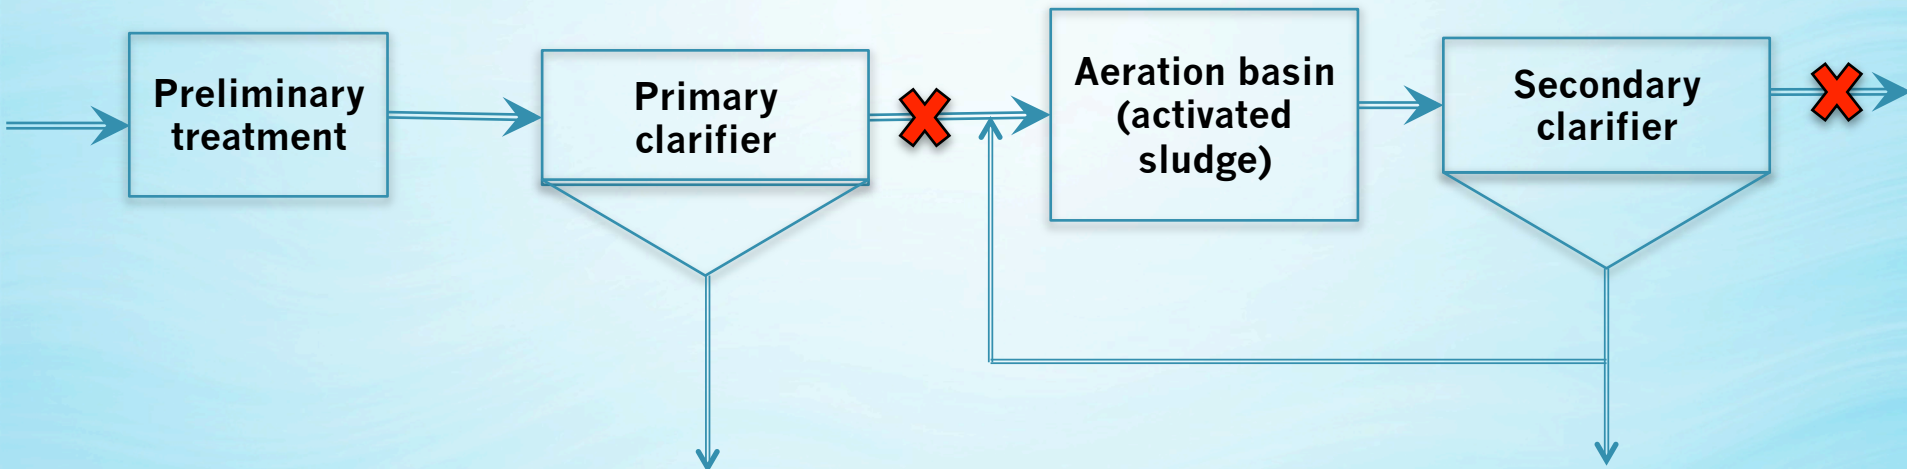 Preliminary
treatment
Primary
clarifier
Aeration basin
(activated
sludge)
Secondary
clarifier